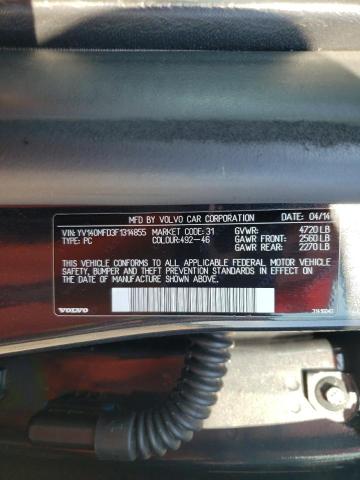 MFD BY VOLVO CAR CORPORATION DATE: 04/14
VIN: YV140MFD3F1314855 MARKET CODE: 31 GVWR: 4720 LB
TYPE: PC COLOUR:492-46 GAWR FRONT: 2560 LB
GAWR REAR: 2270 LB
THIS VEHICLE CONFORMS TO ALL APPLICABLE FEDERAL MOTOR VEHICLE
SAFETY, BUMPER AND THEFT PREVENTION STANDARDS IN EFFECT ON
THE DATE OF MANUFACTURE SHOWN ABOVE.
VOLVO